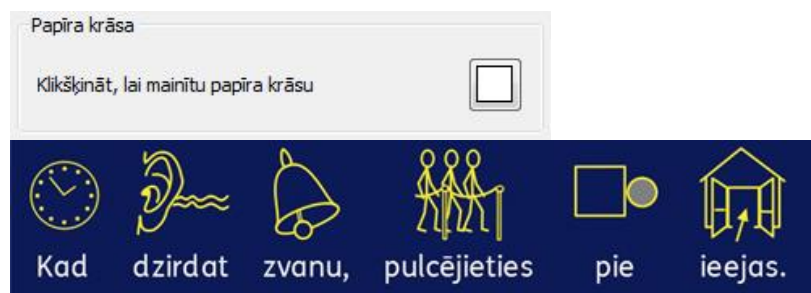 Papīra krāsa
Klikšķināt, lai mainītu papīra krāsu
Kad dzirdat zvanu, pulcējieties pie ieejas.